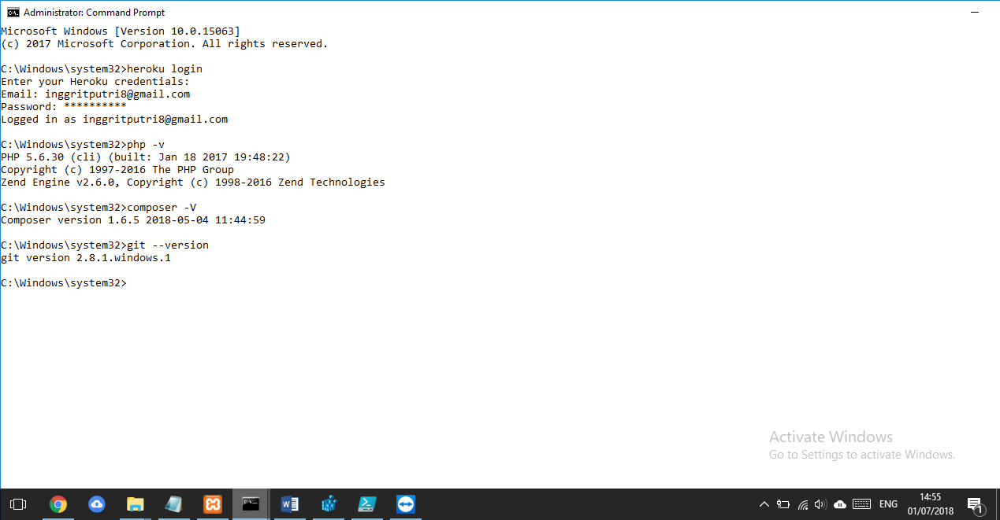 Administrator: Command Prompt
Microsoft Windows [Version 10.0.15063]
(c) 2017 Microsoft Corporation. All rights reserved.
C:\Windows\system32>heroku login
Enter your Heroku credentials:
Email: inggritputri8@gmail.com
Password: **********
Logged in as inggritputri8@gmail.com
C:\Windows\system32>php -v
PHP 5.6.30 (cli) (built: Jan 18 2017 19:48:22)
Copyright (c) 1997-2016 The PHP Group
Zend Engine v2.6.0, Copyright (c) 1998-2016 Zend Technologies
C:\Windows\system32>composer -V
Composer version 1.6.5 2018-05-04 11:44:59
C:\Windows\system32>git --version
git version 2.8.1.windows.1
C:\Windows\system32>
Activate Windows
Go to Settings to activate Windows.
ENG
14:55
01/07/2018
1